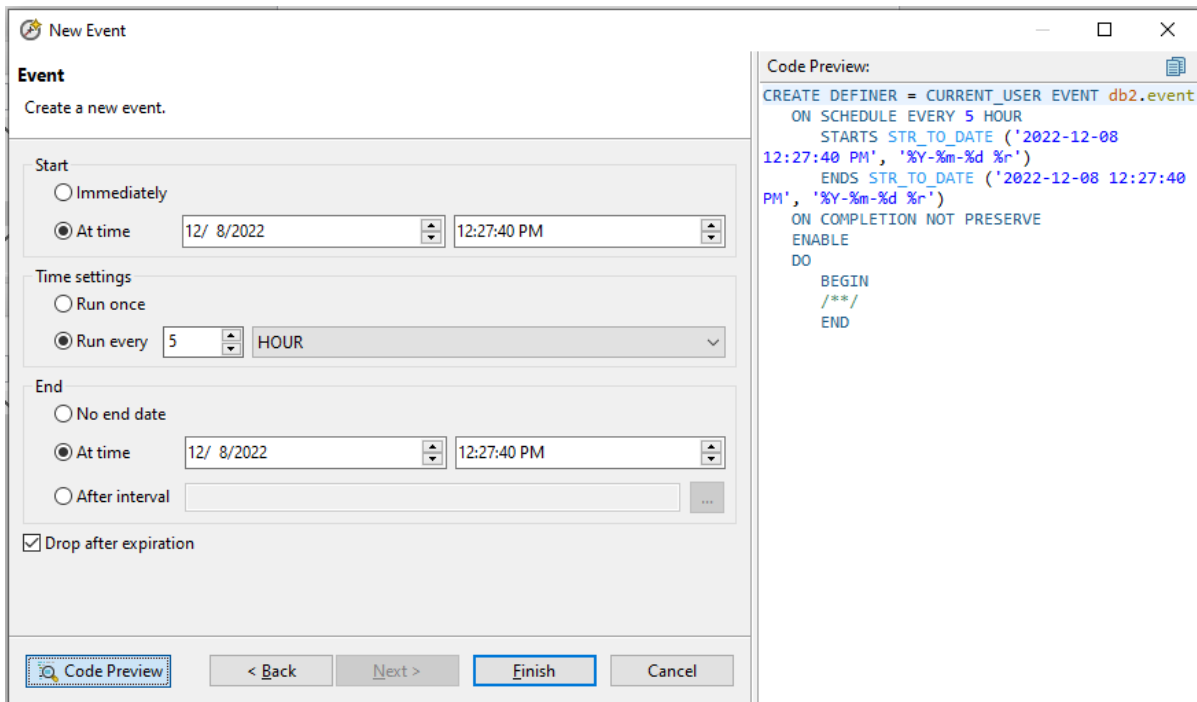 New Event
Event
Create a new event.
Start
Immediately
At time 12/ 8/2022 12:27:40 PM
Time settings
Run once
Run every 5 HOUR
End
No end date
At time 12/ 8/2022 12:27:40 PM
After interval ...
Drop after expiration
Code Preview < Back Next > Finish Cancel
Code Preview:
CREATE DEFINER = CURRENT_USER EVENT db2.event
ON SCHEDULE EVERY 5 HOUR
STARTS STR_TO_DATE ('2022-12-08
12:27:40 PM', '%Y-%m-%d %r')
ENDS STR_TO_DATE ('2022-12-08 12:27:40
PM', '%Y-%m-%d %r')
ON COMPLETION NOT PRESERVE
ENABLE
DO
BEGIN
/**/
END